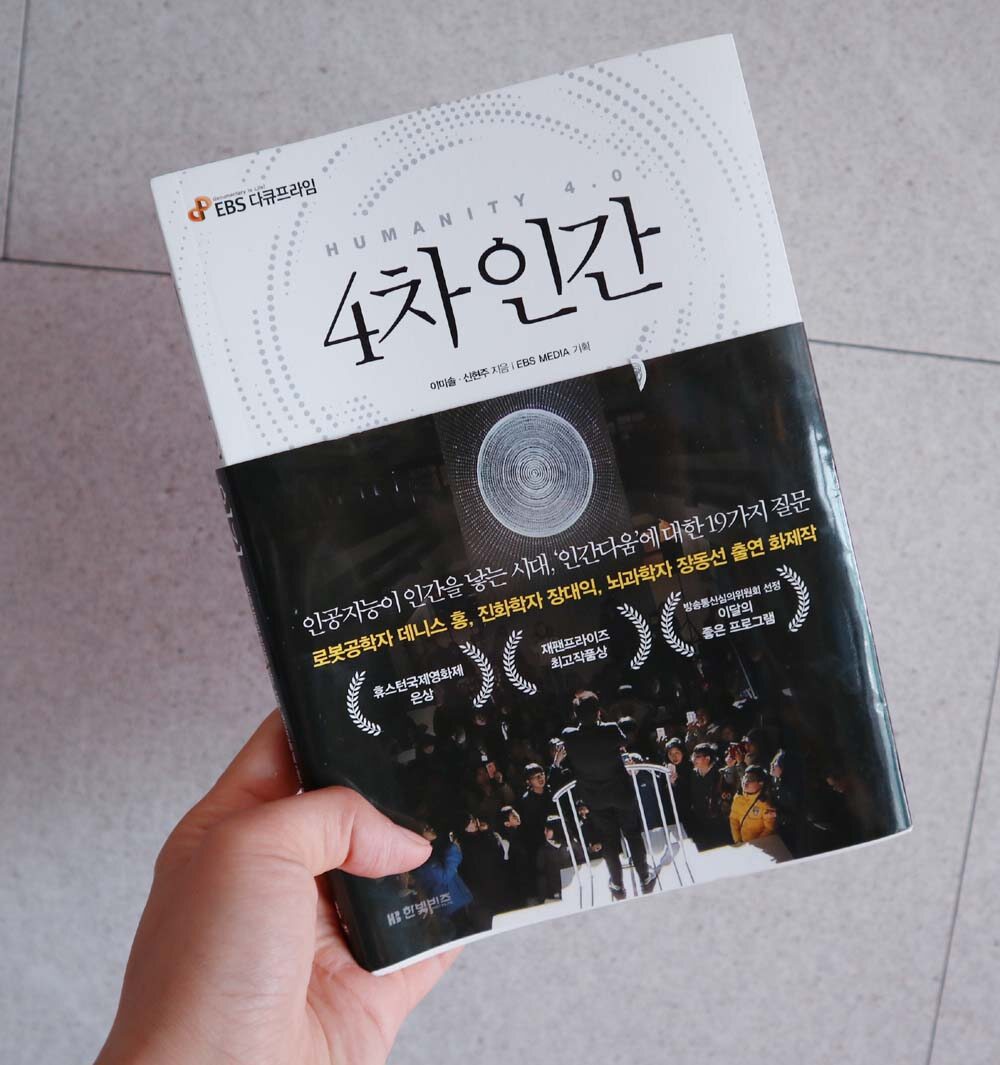 Documentary is Life!
EBS 다큐프라임
HUMANITY 4.0
4차 인간
이미솔 · 신현주 지음 | EBS MEDIA 기획
인공지능이 인간을 낳는 시대, '인간다움'에 대한 19가지 질문
로봇공학자 데니스 홍, 진화학자 장대익, 뇌과학자 장동선 출연 화제작
휴스턴국제영화제
은상
재팬프라이즈
최고작품상
방송통신심의위원회 선정
이달의
좋은 프로그램
HB 한빛비즈